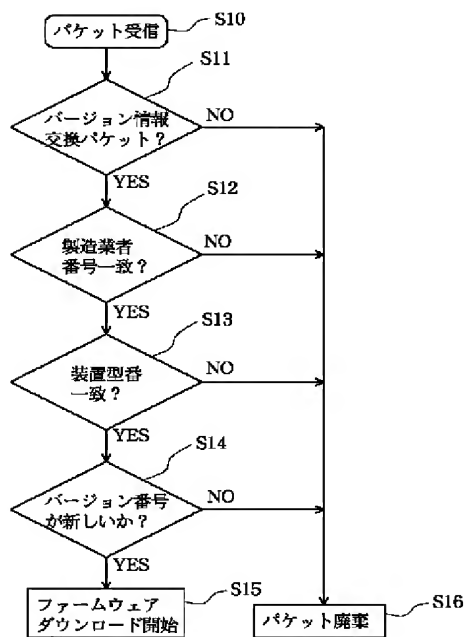 S10
パケット受信
S11
バージョン情報
交換パケット?
NO
YES
S12
製造業者
番号一致?
NO
YES
S13
装置型番
一致?
NO
YES
S14
バージョン番号
が新しいか?
NO
YES
S15
ファームウェア
ダウンロード開始
S16
パケット廃棄